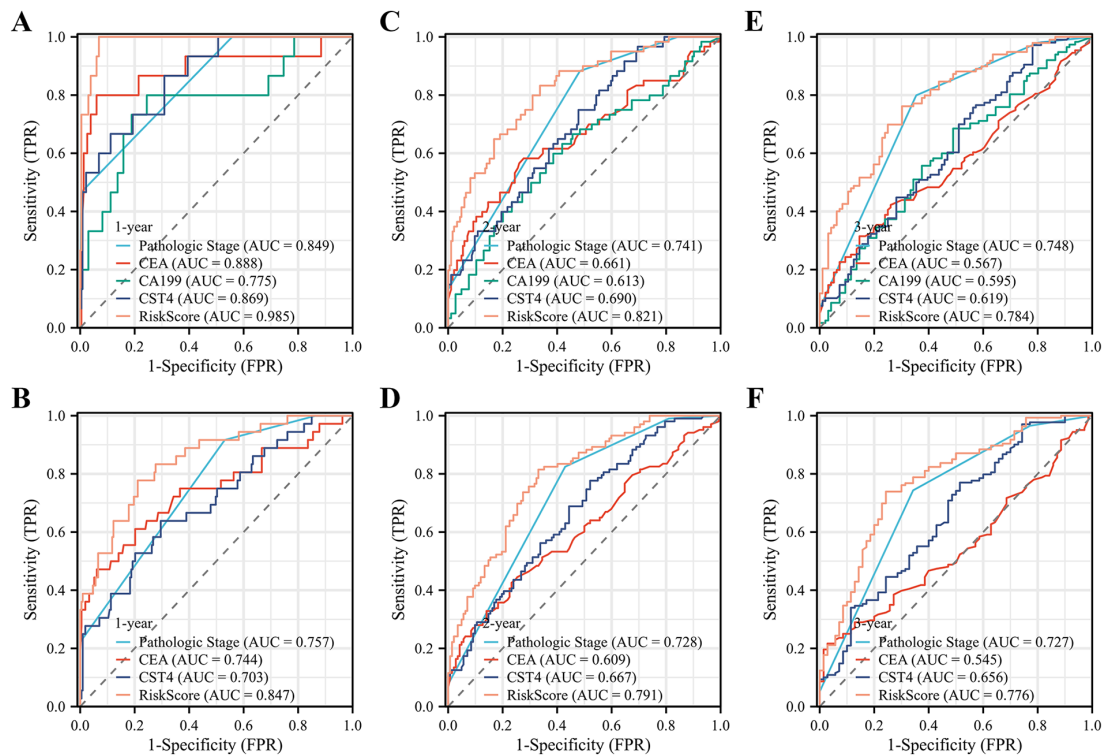 A
Sensitivity (TPR)
1.0
0.8
0.6
0.4
0.2
0.0
1-year
Pathologic Stage (AUC = 0.849)
CEA (AUC = 0.888)
CA199 (AUC = 0.775)
CST4 (AUC = 0.869)
RiskScore (AUC = 0.985)
0.0 0.2 0.4 0.6 0.8 1.0
1-Specificity (FPR)
C
Sensitivity (TPR)
1.0
0.8
0.6
0.4
0.2
0.0
2-year
Pathologic Stage (AUC = 0.741)
CEA (AUC = 0.661)
CA199 (AUC = 0.613)
CST4 (AUC = 0.690)
RiskScore (AUC = 0.821)
0.0 0.2 0.4 0.6 0.8 1.0
1-Specificity (FPR)
E
Sensitivity (TPR)
1.0
0.8
0.6
0.4
0.2
0.0
3-year
Pathologic Stage (AUC = 0.748)
CEA (AUC = 0.567)
CA199 (AUC = 0.595)
CST4 (AUC = 0.619)
RiskScore (AUC = 0.784)
0.0 0.2 0.4 0.6 0.8 1.0
1-Specificity (FPR)
B
Sensitivity (TPR)
1.0
0.8
0.6
0.4
0.2
0.0
1-year
Pathologic Stage (AUC = 0.757)
CEA (AUC = 0.744)
CST4 (AUC = 0.703)
RiskScore (AUC = 0.847)
0.0 0.2 0.4 0.6 0.8 1.0
1-Specificity (FPR)
D
Sensitivity (TPR)
1.0
0.8
0.6
0.4
0.2
0.0
2-year
Pathologic Stage (AUC = 0.728)
CEA (AUC = 0.609)
CST4 (AUC = 0.667)
RiskScore (AUC = 0.791)
0.0 0.2 0.4 0.6 0.8 1.0
1-Specificity (FPR)
F
Sensitivity (TPR)
1.0
0.8
0.6
0.4
0.2
0.0
3-year
Pathologic Stage (AUC = 0.727)
CEA (AUC = 0.545)
CST4 (AUC = 0.656)
RiskScore (AUC = 0.776)
0.0 0.2 0.4 0.6 0.8 1.0
1-Specificity (FPR)